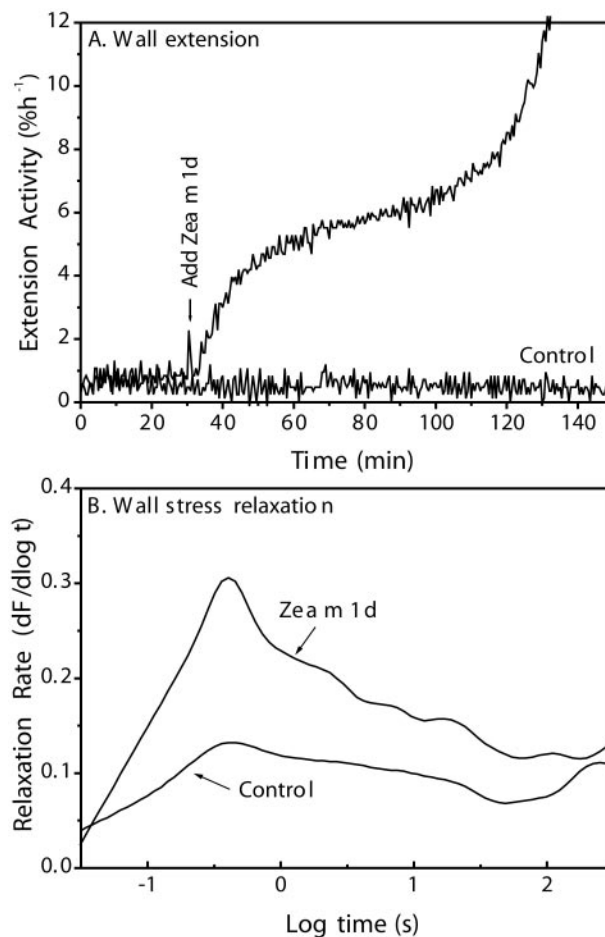 A. Wall extension
12
10
8
6
4
2
0
Extension Activity (%h⁻¹)
Add Zea m 1d
Control
0 20 40 60 80 100 120 140
Time (min)
B. Wall stress relaxation
0.4
0.3
0.2
0.1
0.0
Relaxation Rate (dF/dlog t)
Zea m 1d
Control
-1 0 1 2
Log time (s)